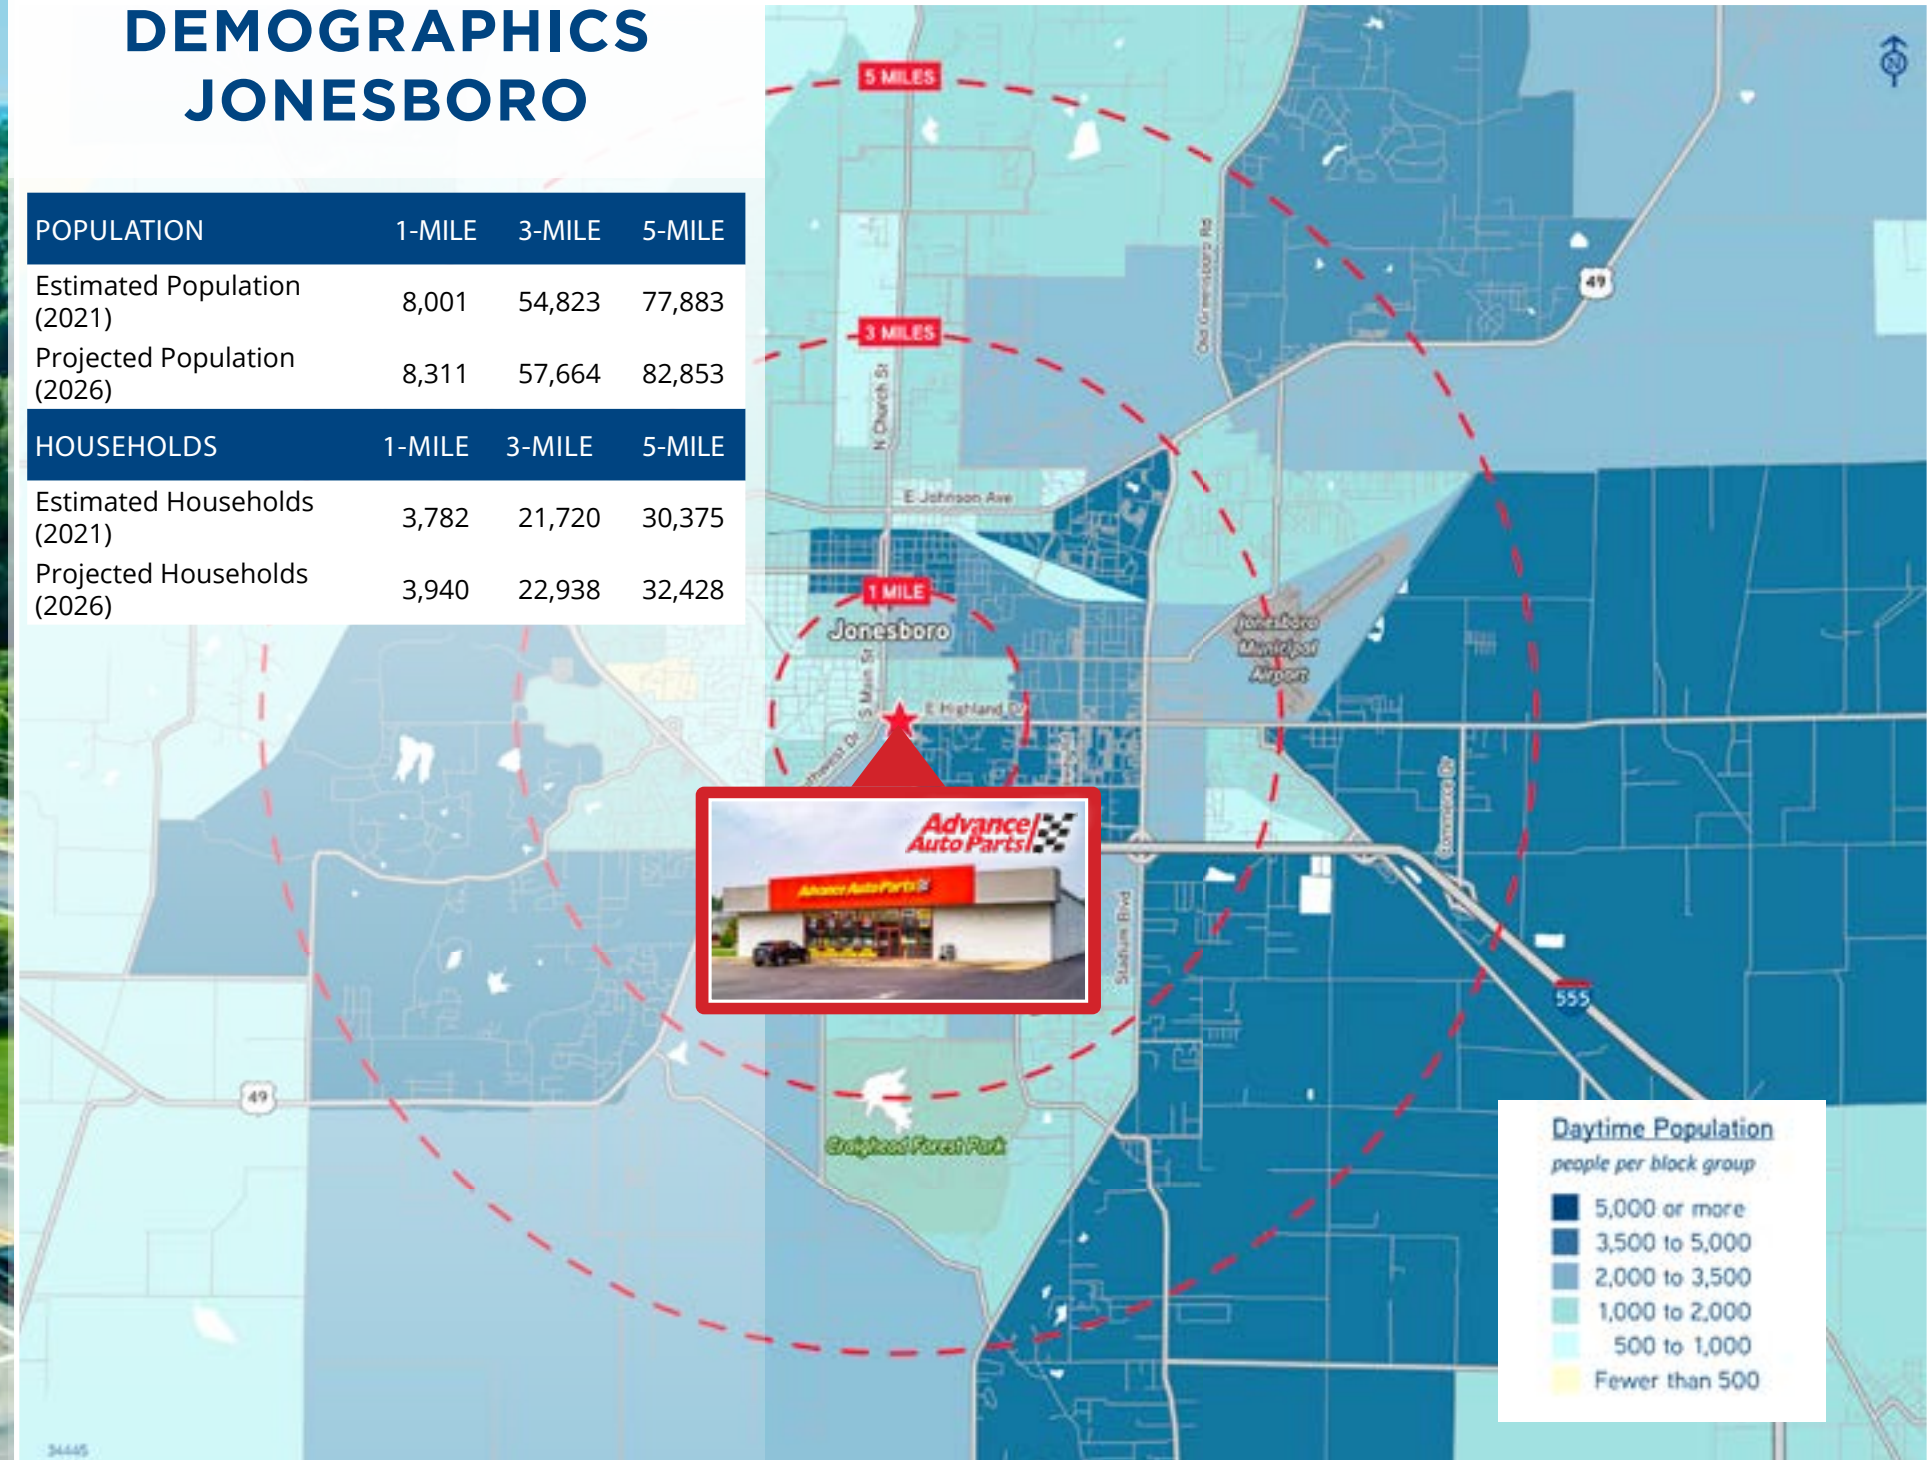 DEMOGRAPHICS
JONESBORO
POPULATION 1-MILE 3-MILE 5-MILE
Estimated Population
(2021) 8,001 54,823 77,883
Projected Population
(2026) 8,311 57,664 82,853
HOUSEHOLDS 1-MILE 3-MILE 5-MILE
Estimated Households
(2021) 3,782 21,720 30,375
Projected Households
(2026) 3,940 22,938 32,428
5 MILES
N
49
Old Greensboro Rd
3 MILES
N Church St
E Johnson Ave
1 MILE
Jonesboro
Jonesboro
Municipal
Airport
S Main St
E Highland Dr
thwest Dr
Commerce Dr
Advance
Auto Parts
Advance Auto Parts
Stadium Blvd
555
49
Craighead Forest Park
Daytime Population
people per block group
5,000 or more
3,500 to 5,000
2,000 to 3,500
1,000 to 2,000
500 to 1,000
Fewer than 500
34445